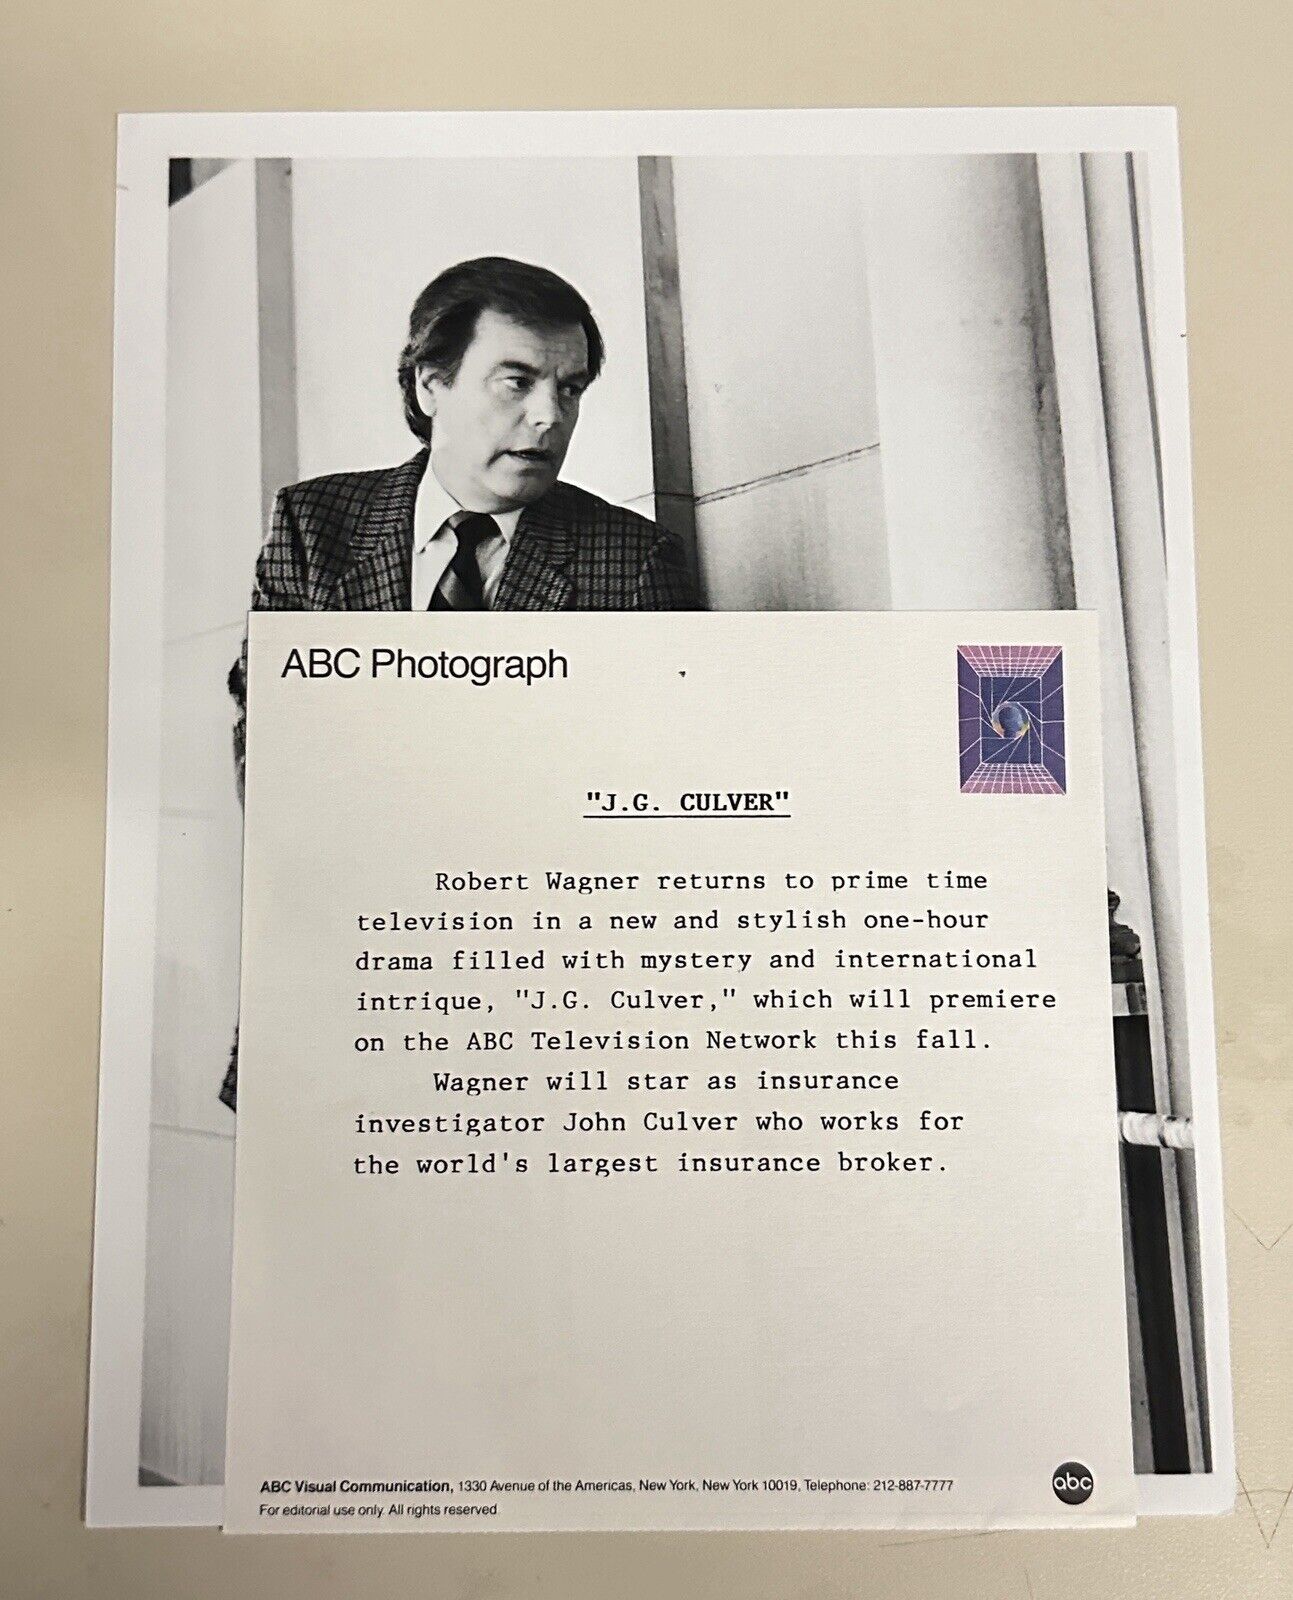 ABC Photograph
"J.G. CULVER"
Robert Wagner returns to prime time
television in a new and stylish one-hour
drama filled with mystery and international
intrique, "J.G. Culver," which will premiere
on the ABC Television Network this fall.
Wagner will star as insurance
investigator John Culver who works for
the world's largest insurance broker.
ABC Visual Communication, 1330 Avenue of the Americas, New York, New York 10019, Telephone: 212-887-7777
For editorial use only. All rights reserved.
abc